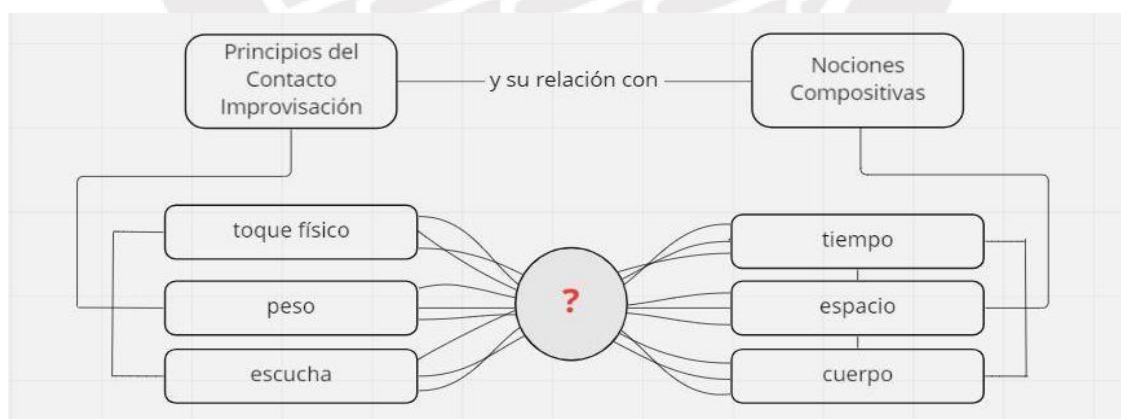 Principios del
Contacto
Improvisación
y su relación con
Nociones
Compositivas
toque físico
peso
escucha
?
tiempo
espacio
cuerpo